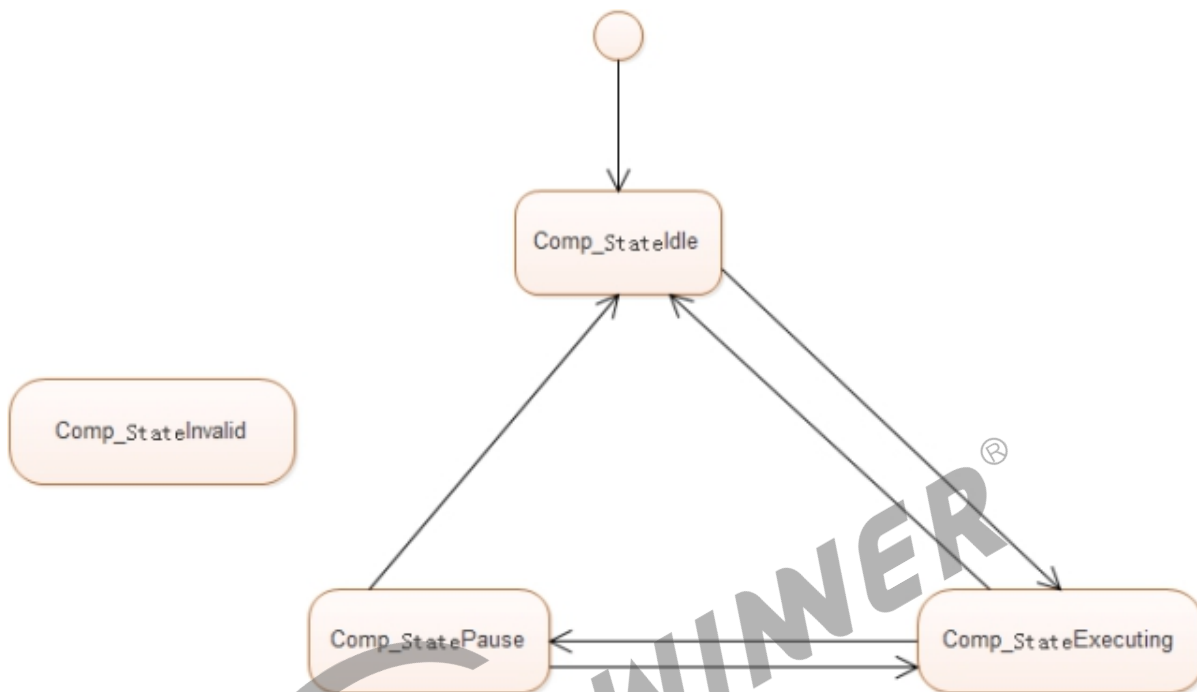 Comp_StateIdle
Comp_StateInvalid
WINNER®
Comp_StatePause
Comp_StateExecuting